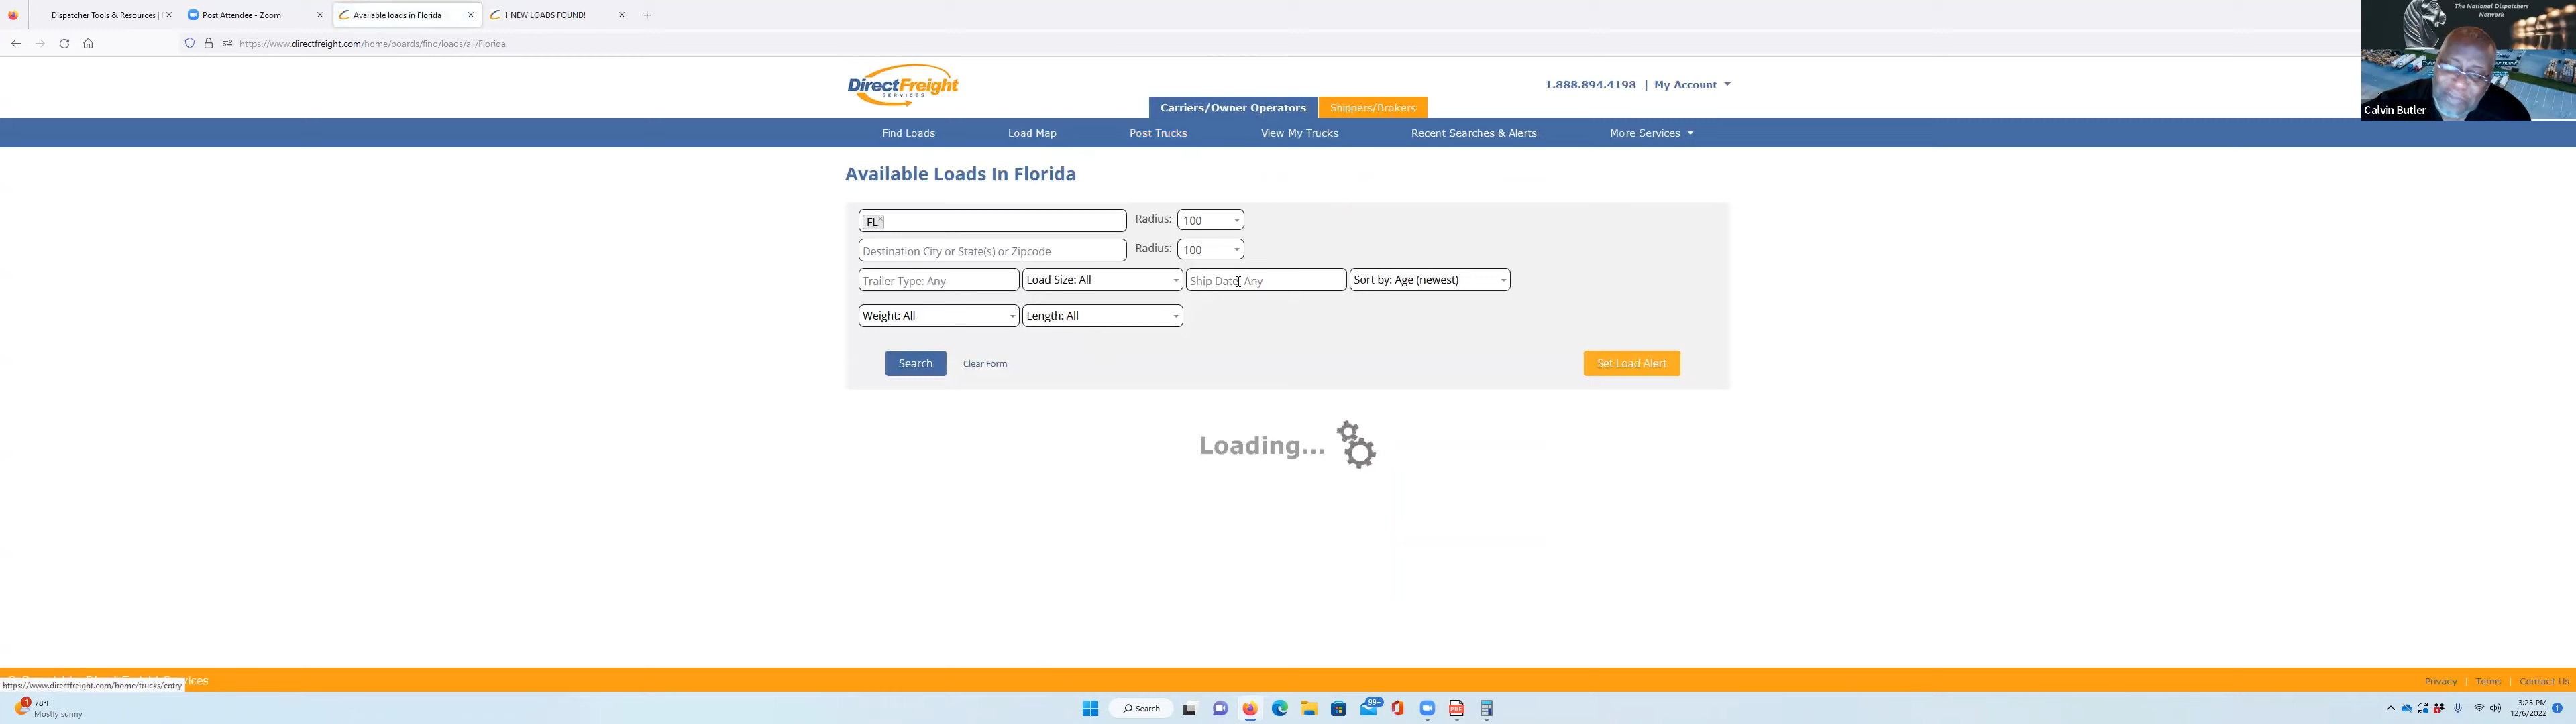 Dispatcher Tools & Resources |
Post Attendee - Zoom
Available loads in Florida
1 NEW LOADS FOUND!
https://www.directfreight.com/home/boards/find/loads/all/Florida
The National Dispatchers
Network
Calvin Butler
DirectFreight
SERVICES
1.888.894.4198 | My Account
Carriers/Owner Operators
Shippers/Brokers
Find Loads
Load Map
Post Trucks
View My Trucks
Recent Searches & Alerts
More Services
Available Loads In Florida
FL
Radius:
100
Destination City or State(s) or Zipcode
Radius:
100
Trailer Type: Any
Load Size: All
Ship Date: Any
Sort by: Age (newest)
Weight: All
Length: All
Search
Clear Form
Set Load Alert
Loading...
https://www.directfreight.com/home/trucks/entry
Privacy | Terms | Contact Us
1
78°F
Mostly sunny
Search
99+
PDF
3:25 PM
12/6/2022
1